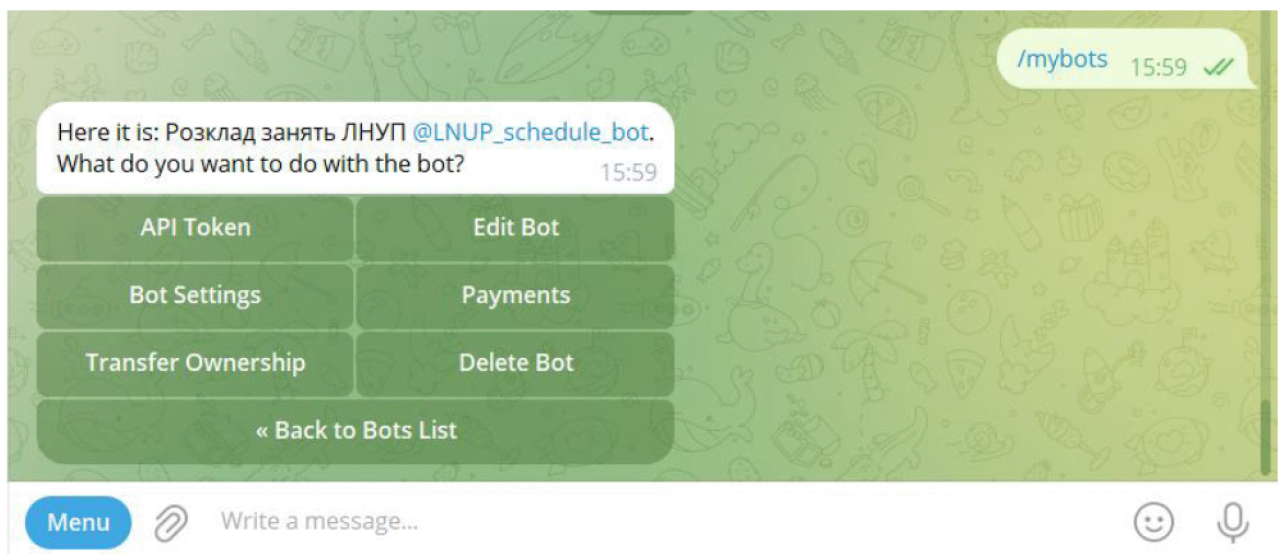 /mybots 15:59
Here it is: Розклад занять ЛНУП @LNUP_schedule_bot.
What do you want to do with the bot? 15:59
API Token
Edit Bot
Bot Settings
Payments
Transfer Ownership
Delete Bot
« Back to Bots List
Menu
Write a message...